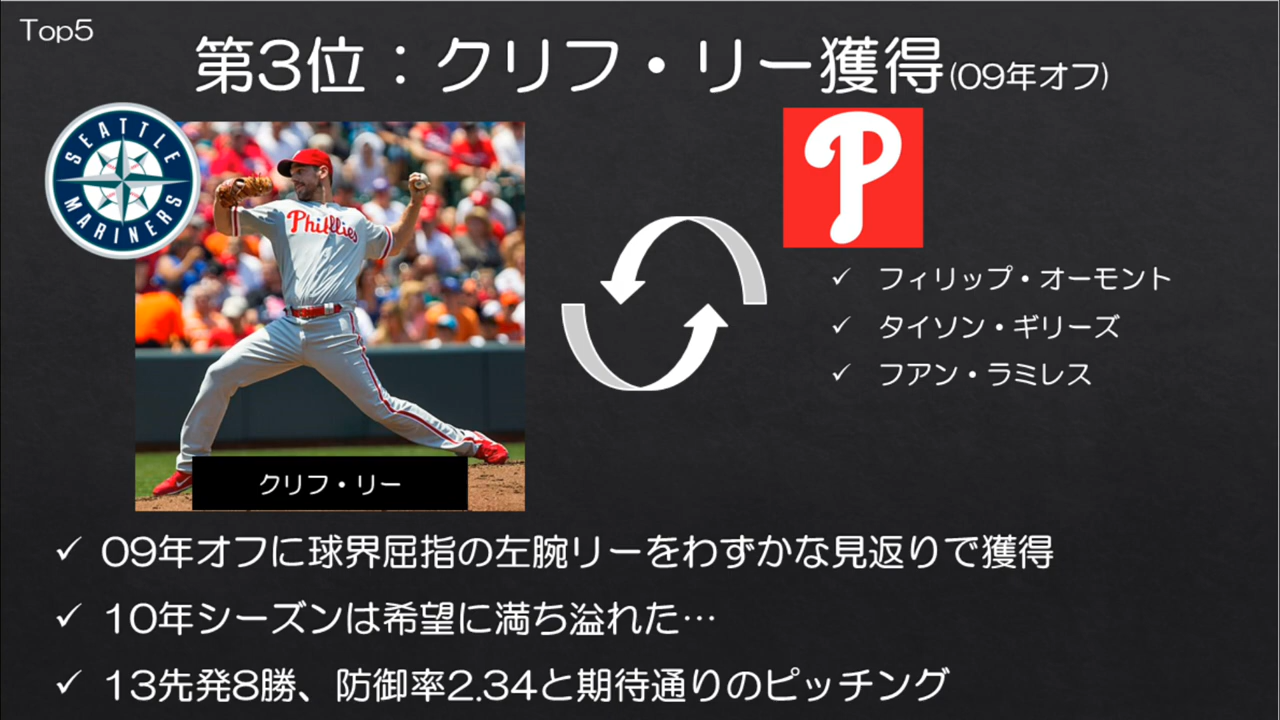 Top5
第3位：クリフ・リー獲得(09年オフ)
SEATTLE
MARINERS
P
Phillies
フィリップ・オーモント
タイソン・ギリーズ
フアン・ラミレス
クリフ・リー
✓ 09年オフに球界屈指の左腕リーをわずかな見返りで獲得
✓ 10年シーズンは希望に満ち溢れた…
✓ 13先発8勝、防御率2.34と期待通りのピッチング